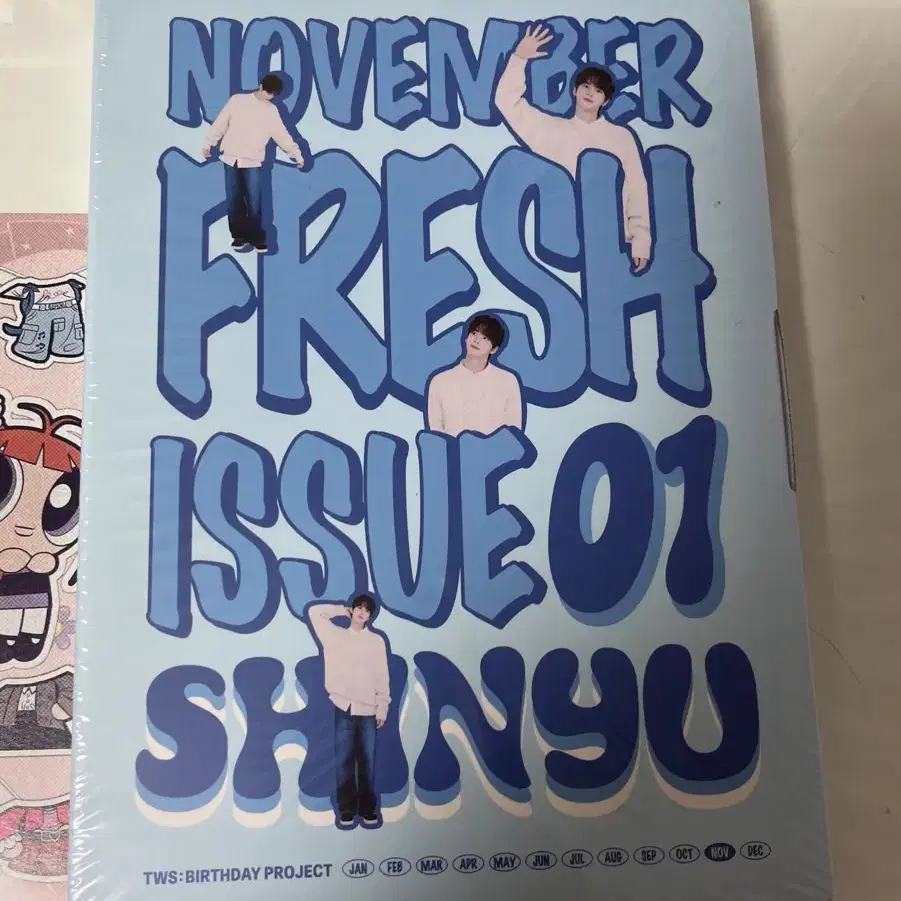 NOVEMBER
FRESH
ISSUE 01
SHINYU
TWS:BIRTHDAY PROJECT JAN FEB MAR APR MAY JUN JUL AUG SEP OCT NOV DEC